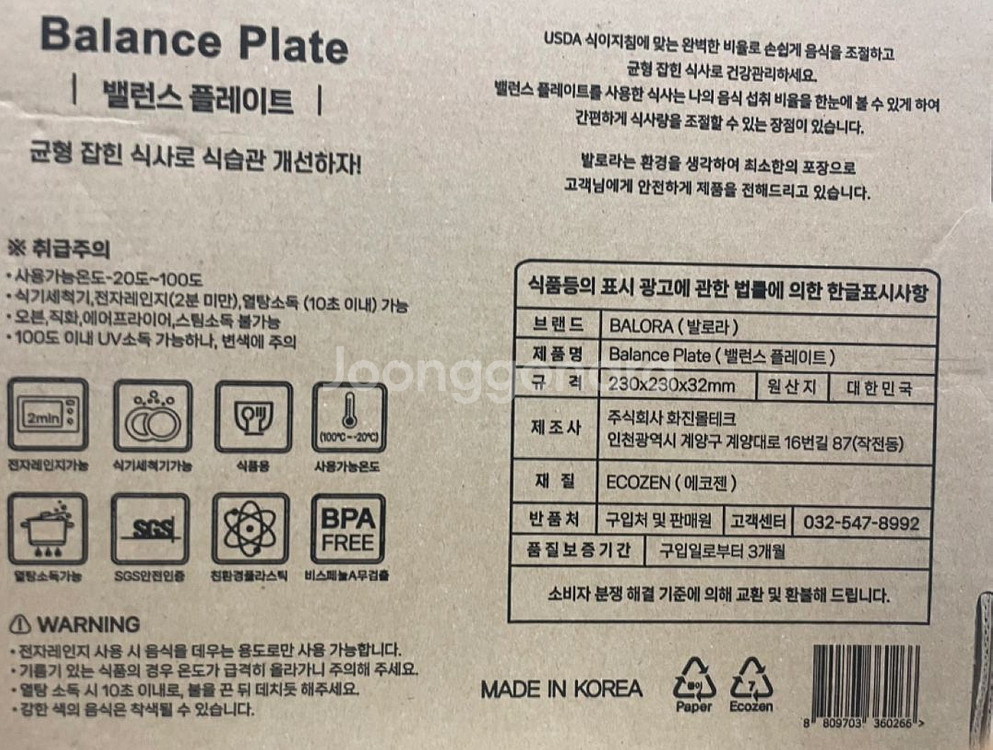 Balance Plate
| 밸런스 플레이트 |
균형 잡힌 식사로 식습관 개선하자!
USDA 식이지침에 맞는 완벽한 비율로 손쉽게 음식을 조절하고
균형 잡힌 식사로 건강관리하세요.
밸런스 플레이트를 사용한 식사는 나의 음식 섭취 비율을 한눈에 볼 수 있게 하여
간편하게 식사량을 조절할 수 있는 장점이 있습니다.
발로라는 환경을 생각하여 최소한의 포장으로
고객님에게 안전하게 제품을 전해드리고 있습니다.
※ 취급주의
• 사용가능온도-20도~100도
• 식기세척기,전자레인지(2분 미만),열탕소독 (10초 이내) 가능
• 오븐,직화,에어프라이어,스팀소독 불가능
• 100도 이내 UV소독 가능하나, 변색에 주의
2min
(100℃~-20℃)
전자레인지가능 식기세척기가능 식품용 사용가능온도
SGS
BPA
FREE
열탕소독가능 SGS안전인증 친환경플라스틱 비스페놀A무검출
WARNING
• 전자레인지 사용 시 음식을 데우는 용도로만 사용 가능합니다.
• 기름기 있는 식품의 경우 온도가 급격히 올라가니 주의해 주세요.
• 열탕 소독 시 10초 이내로, 불을 끈 뒤 데치듯 해주세요.
• 강한 색의 음식은 착색될 수 있습니다.
식품등의 표시 광고에 관한 법률에 의한 한글표시사항
브랜드 BALORA ( 발로라 )
제품명 Balance Plate ( 밸런스 플레이트 )
규 격 230x230x32mm 원산지 대한민국
제조사 주식회사 화진몰테크
인천광역시 계양구 계양대로 16번길 87(작전동)
재 질 ECOZEN ( 에코젠 )
반품처 구입처 및 판매원 고객센터 032-547-8992
품질보증기간 구입일로부터 3개월
소비자 분쟁 해결 기준에 의해 교환 및 환불해 드립니다.
MADE IN KOREA
종이
Paper
7
Ecozen
8 809703 360266 >
Joonggonara